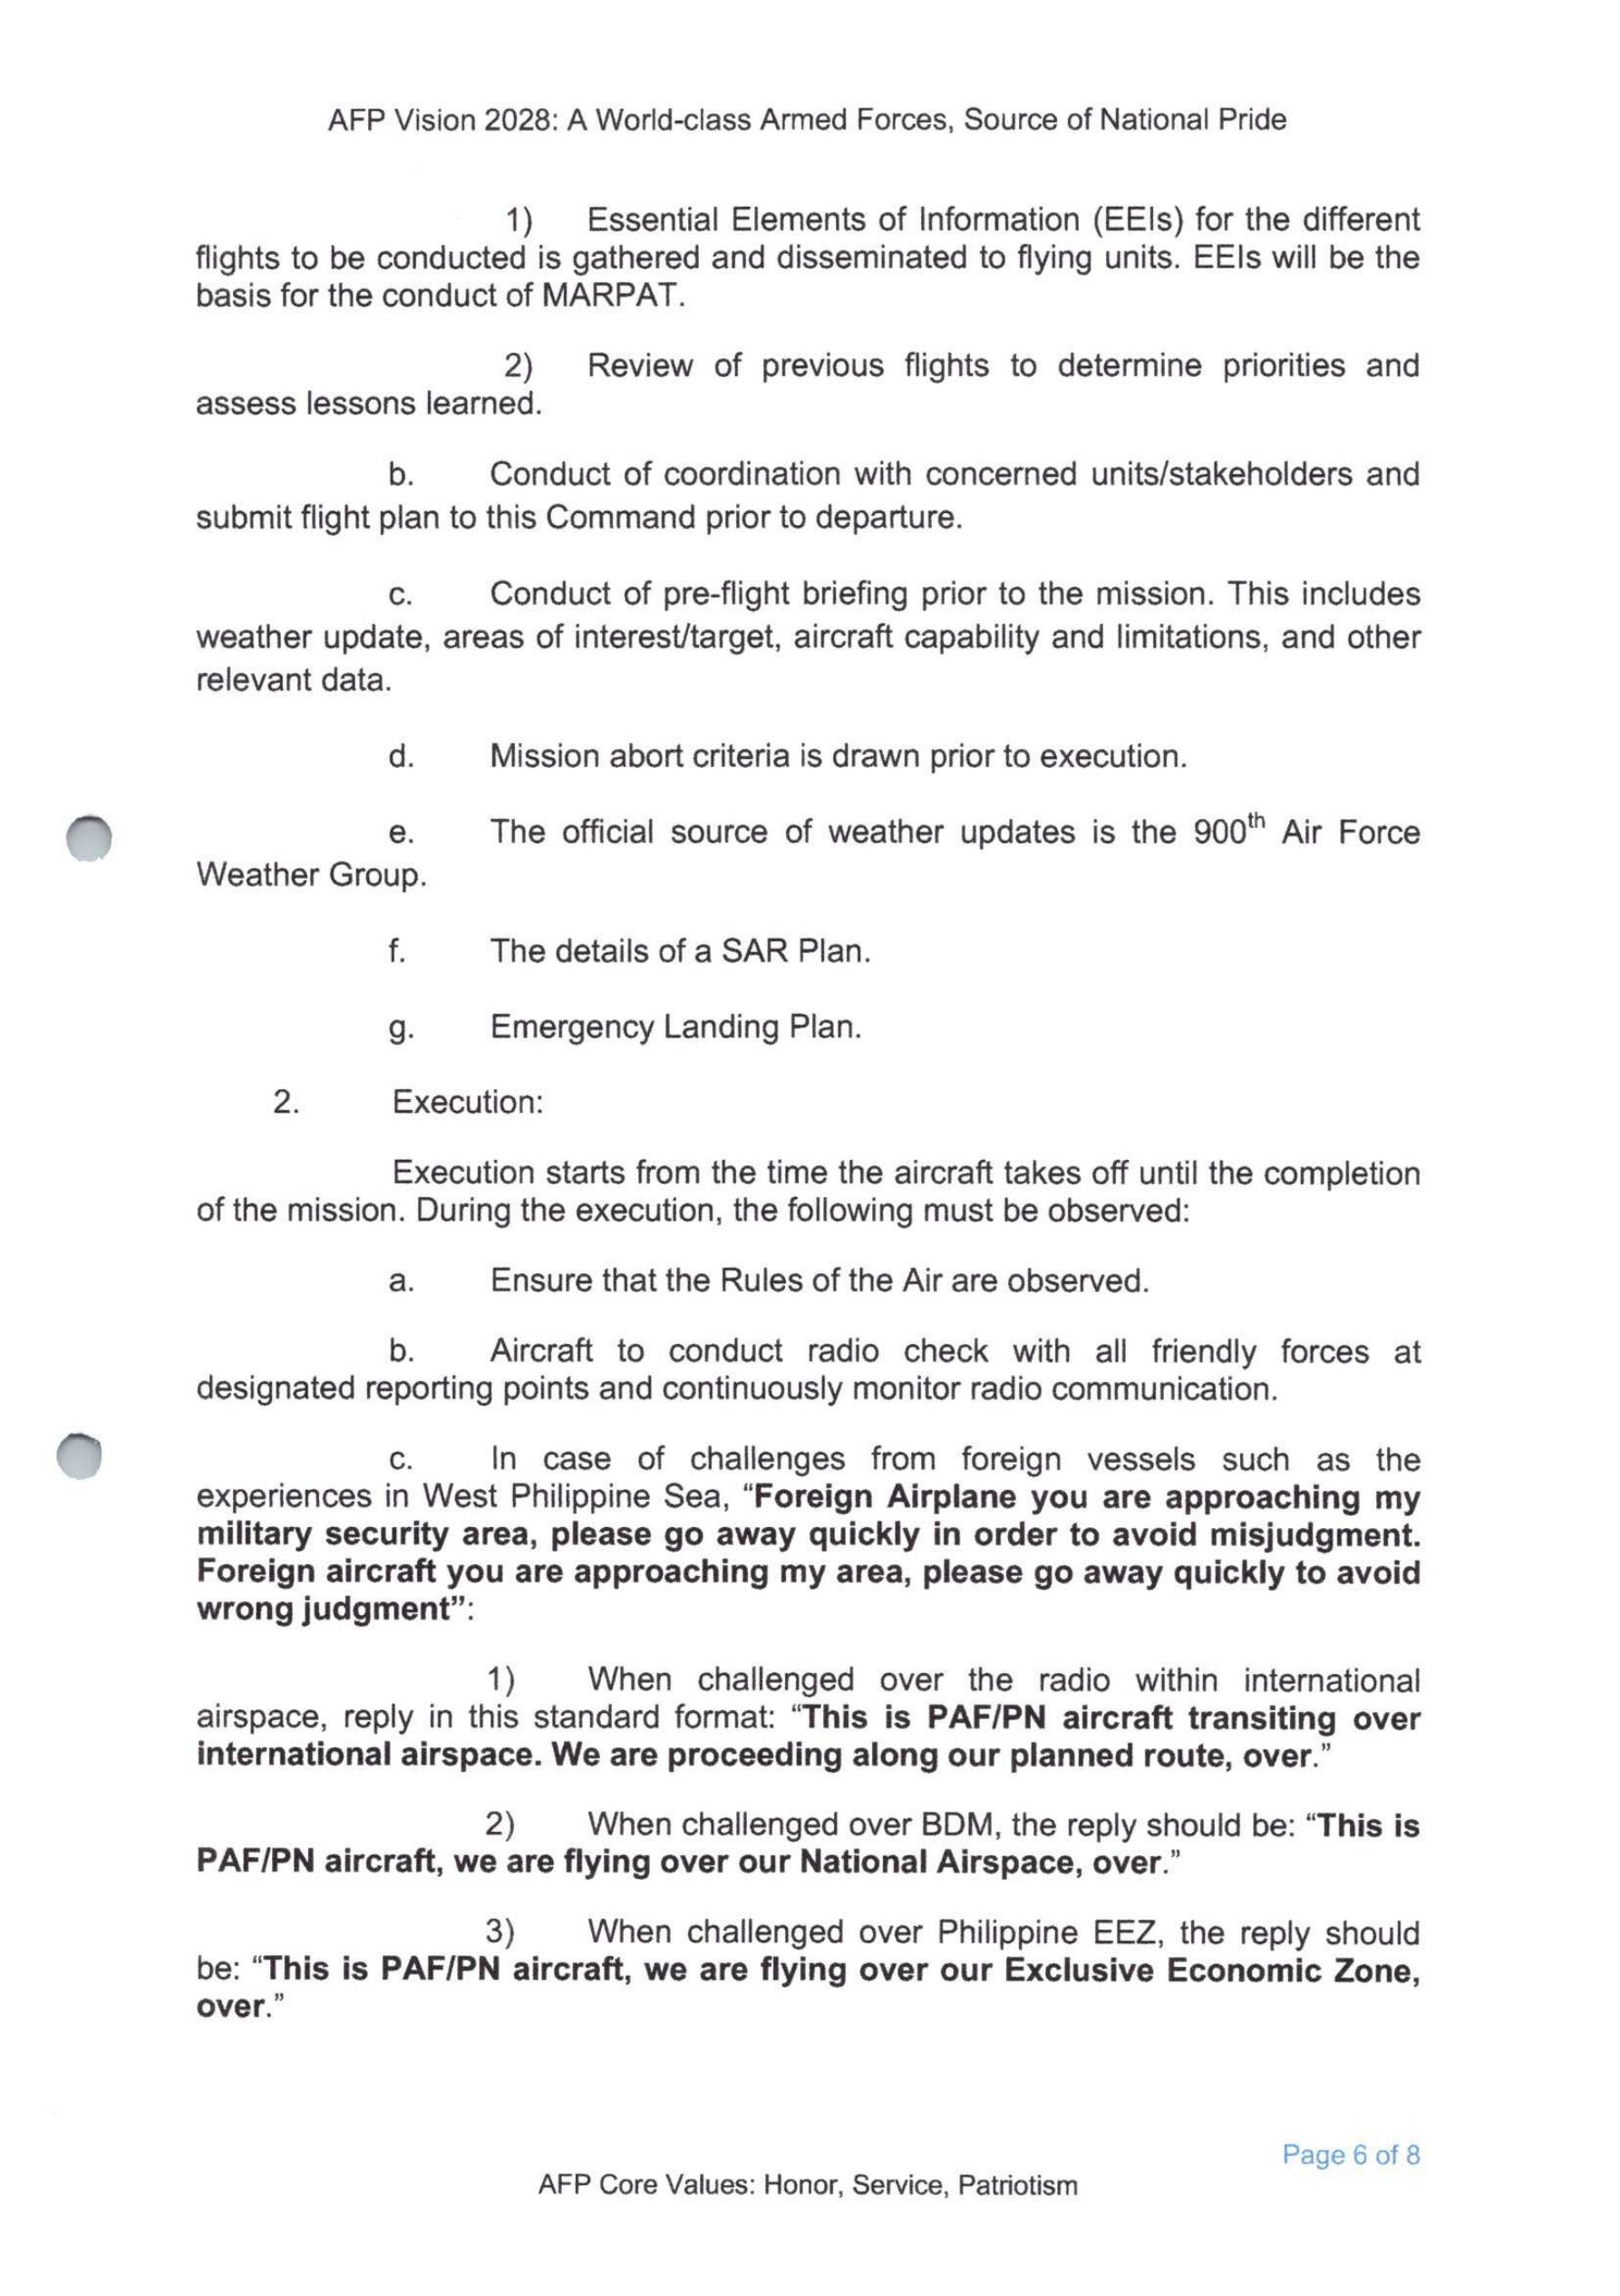 AFP Vision 2028: A World-class Armed Forces, Source of National Pride
1) Essential Elements of Information (EEIs) for the different
flights to be conducted is gathered and disseminated to flying units. EEIs will be the
basis for the conduct of MARPAT.
2) Review of previous flights to determine priorities and
assess lessons learned.
b. Conduct of coordination with concerned units/stakeholders and
submit flight plan to this Command prior to departure.
c. Conduct of pre-flight briefing prior to the mission. This includes
weather update, areas of interest/target, aircraft capability and limitations, and other
relevant data.
d. Mission abort criteria is drawn prior to execution.
e. The official source of weather updates is the 900th Air Force
Weather Group.
f. The details of a SAR Plan.
g. Emergency Landing Plan.
2. Execution:
Execution starts from the time the aircraft takes off until the completion
of the mission. During the execution, the following must be observed:
a. Ensure that the Rules of the Air are observed.
b. Aircraft to conduct radio check with all friendly forces at
designated reporting points and continuously monitor radio communication.
c. In case of challenges from foreign vessels such as the
experiences in West Philippine Sea, “Foreign Airplane you are approaching my
military security area, please go away quickly in order to avoid misjudgment.
Foreign aircraft you are approaching my area, please go away quickly to avoid
wrong judgment”:
1) When challenged over the radio within international
airspace, reply in this standard format: “This is PAF/PN aircraft transiting over
international airspace. We are proceeding along our planned route, over.”
2) When challenged over BDM, the reply should be: “This is
PAF/PN aircraft, we are flying over our National Airspace, over.”
3) When challenged over Philippine EEZ, the reply should
be: “This is PAF/PN aircraft, we are flying over our Exclusive Economic Zone,
over.”
Page 6 of 8
AFP Core Values: Honor, Service, Patriotism